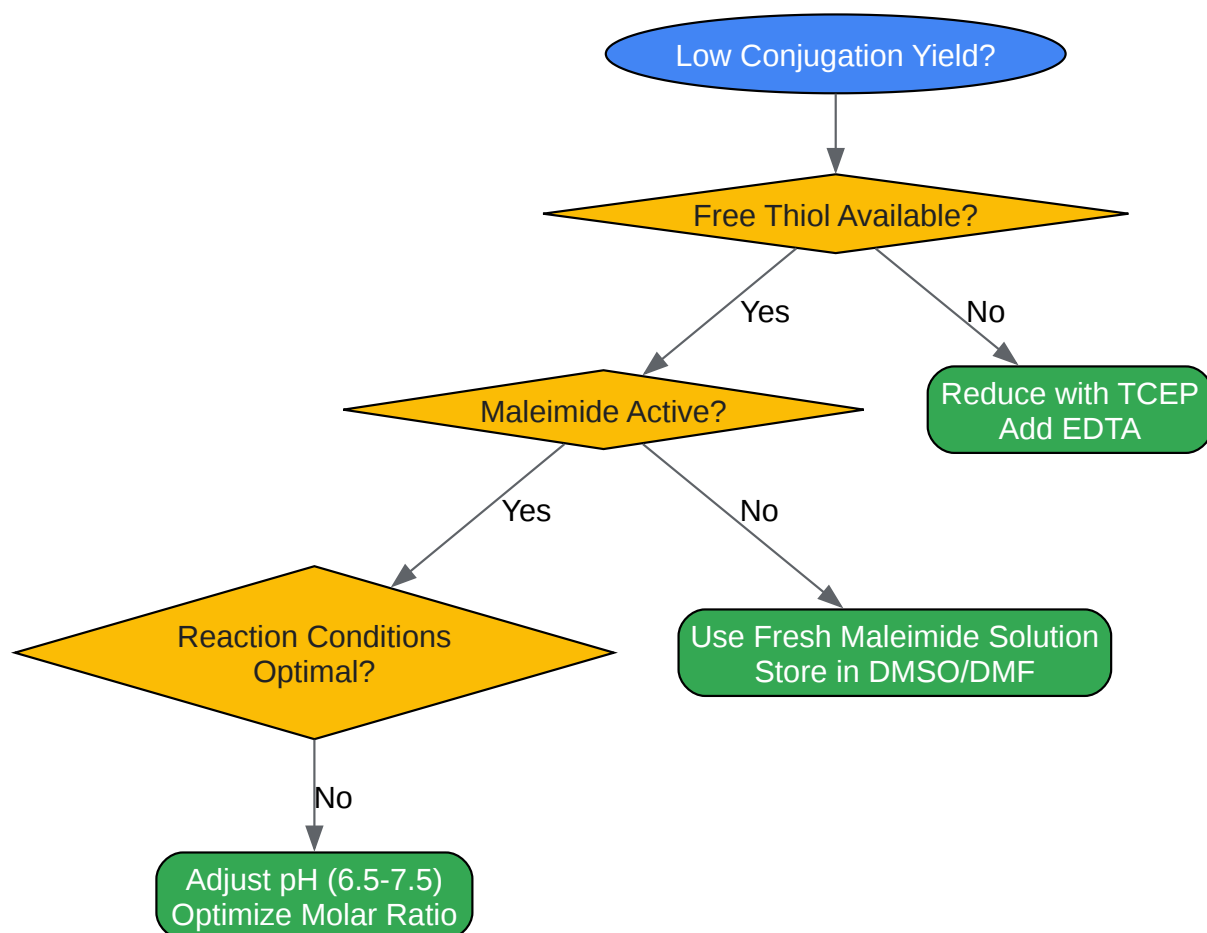 Low Conjugation Yield?
Free Thiol Available?
Yes
No
Maleimide Active?
Reduce with TCEP
Add EDTA
Yes
No
Reaction Conditions
Optimal?
Use Fresh Maleimide Solution
Store in DMSO/DMF
No
Adjust pH (6.5-7.5)
Optimize Molar Ratio